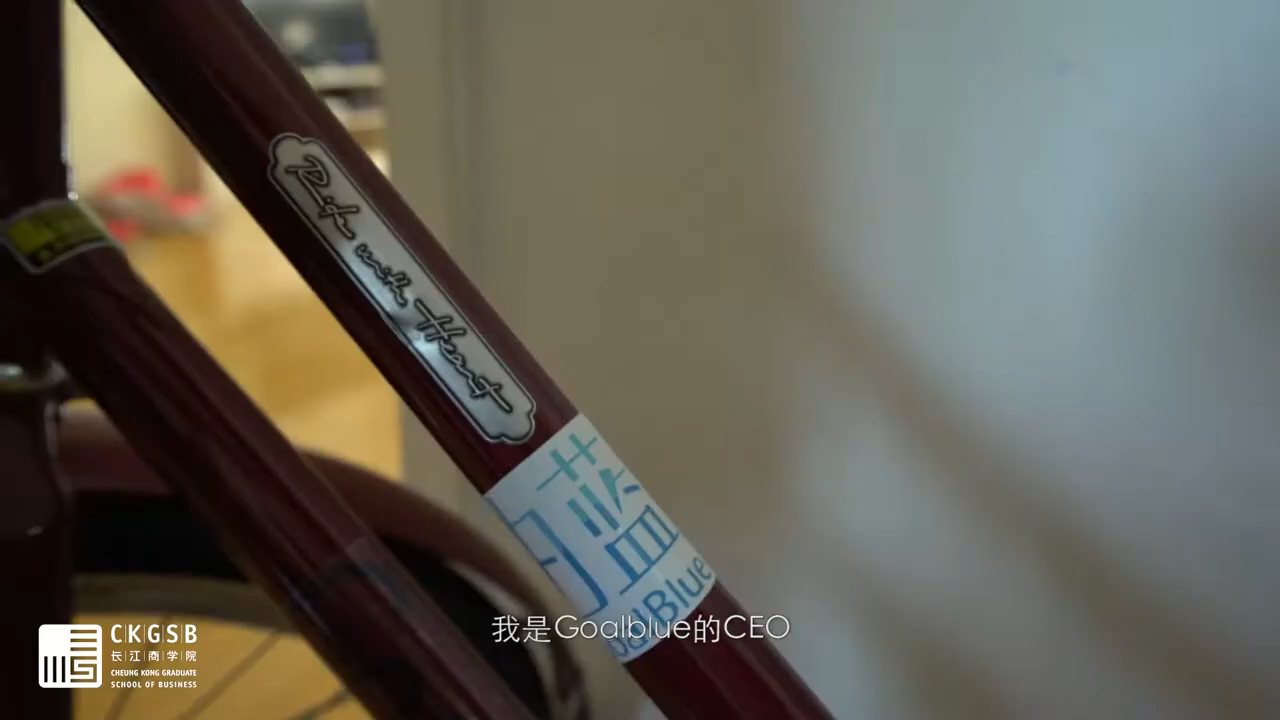 Ride with Heart
蓝
oalBlue
我是Goalblue的CEO
CKGSB
长江商学院
CHEUNG KONG GRADUATE
SCHOOL OF BUSINESS